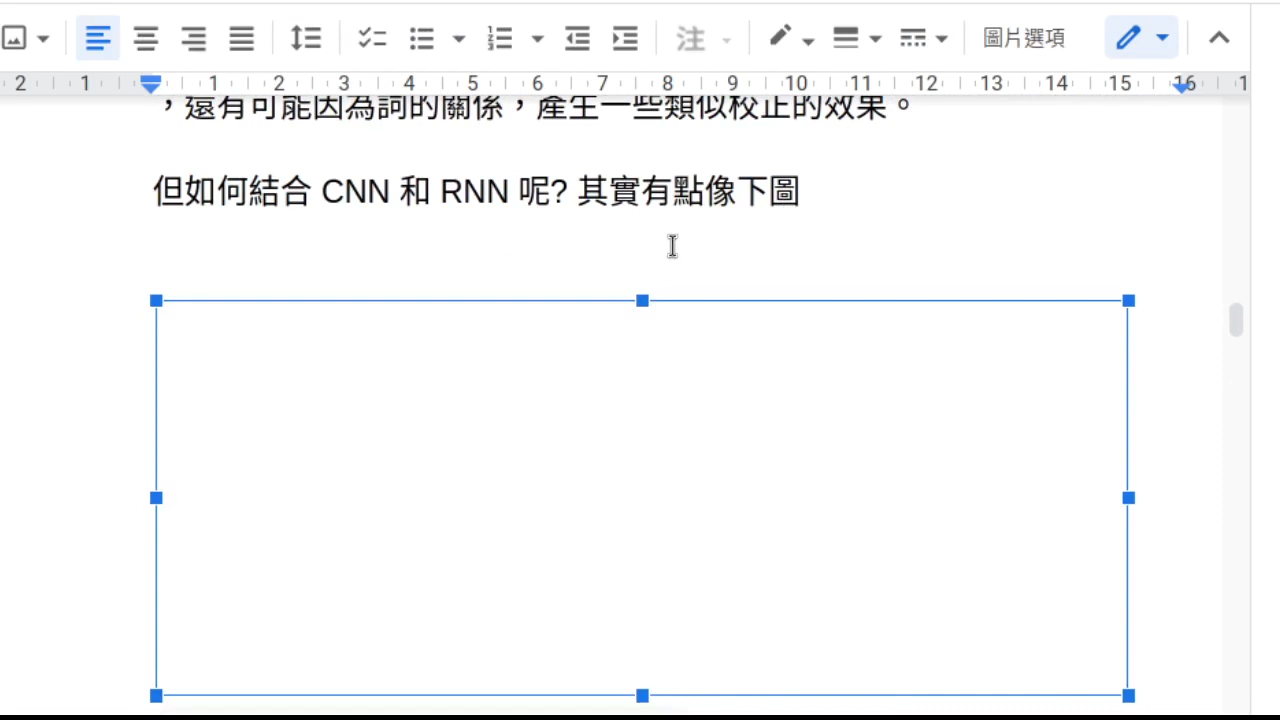 注
圖片選項
2 1 1 2 3 4 5 6 7 8 9 10 11 12 13 14 15 16 1
，還有可能因為詞的關係，產生一些類似校正的效果。
但如何結合 CNN 和 RNN 呢? 其實有點像下圖